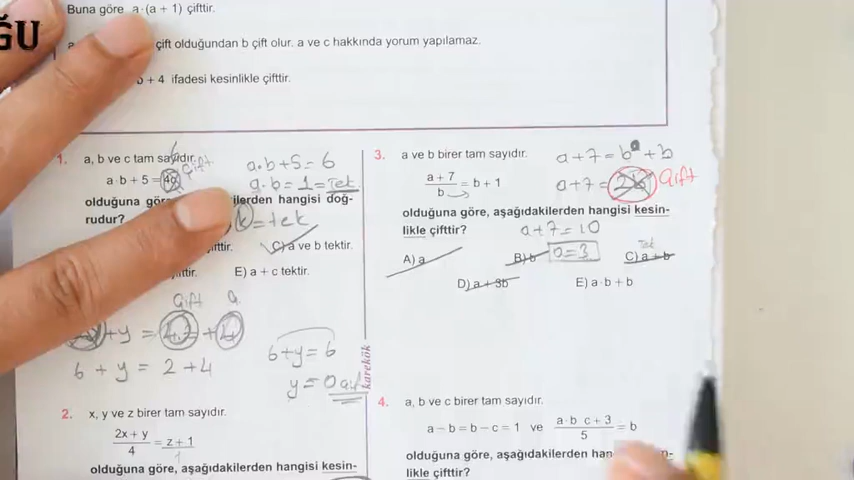 ĞU
Buna göre, a·(a + 1) çifttir.
çift olduğundan b çift olur. a ve c hakkında yorum yapılamaz.
b + 4 ifadesi kesinlikle çifttir.
1. a, b ve c tam sayıdır.
a·b + 5 = 4c
Çift
a.b+5=6
a.b=1=Tek
olduğuna göre,
ilerden hangisi doğ-
rudur?
k=tek
C) a ve b tektir.
E) a + c tektir.
Çift
+y =
6 + y = 2 + 4
6+y=6
y=0
karekök
2. x, y ve z birer tam sayıdır.
2x + y / 4 = z + 1
olduğuna göre, aşağıdakilerden hangisi kesin-
3. a ve b birer tam sayıdır.
a + 7 / b = b + 1
a+7=b²+b
a+7=
Çift
olduğuna göre, aşağıdakilerden hangisi kesin-
likle çifttir?
a+7=10
a=3
Tek
A) a
B) b
C) a + b
D) a + 3b
E) a·b + b
4. a, b ve c birer tam sayıdır.
a – b = b – c = 1 ve a·b c + 3 / 5 = b
olduğuna göre, aşağıdakilerden
likle çifttir?